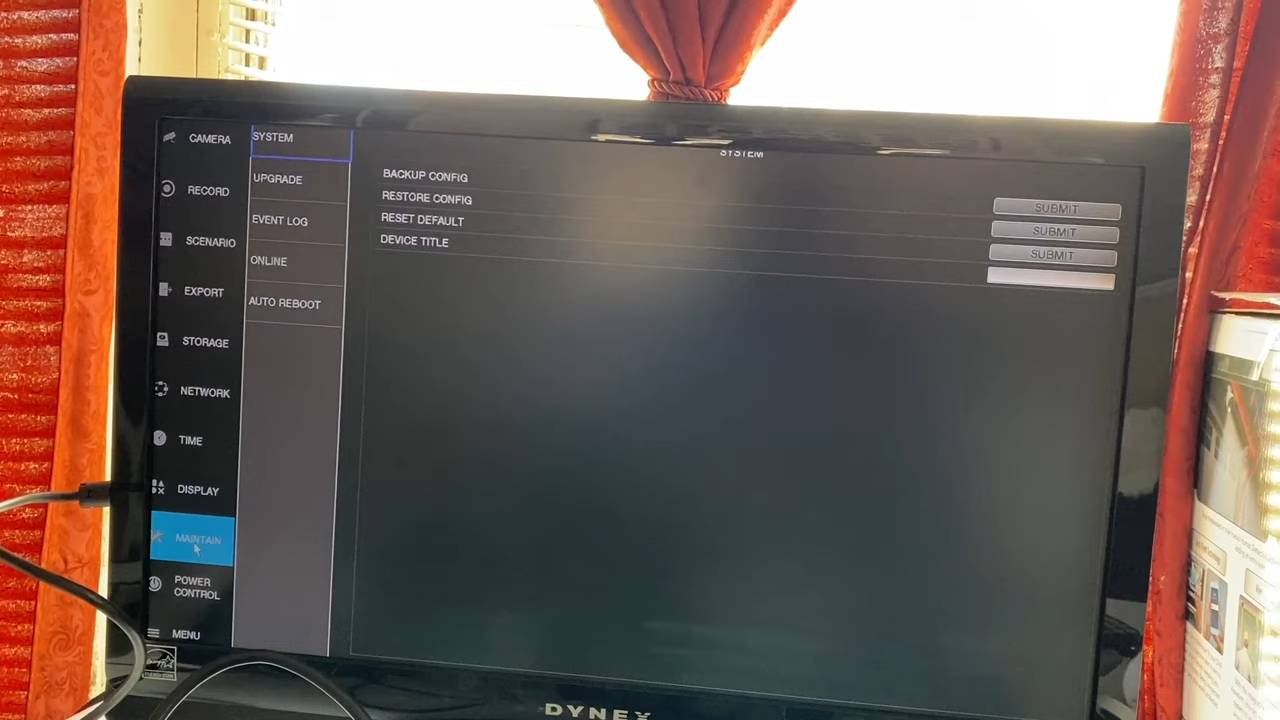 CAMERA
RECORD
SCENARIO
EXPORT
STORAGE
NETWORK
TIME
DISPLAY
MAINTAIN
POWER
CONTROL
MENU
SYSTEM
UPGRADE
EVENT LOG
ONLINE
AUTO REBOOT
SYSTEM
BACKUP CONFIG
RESTORE CONFIG
RESET DEFAULT
DEVICE TITLE
SUBMIT
SUBMIT
SUBMIT
DYNEX